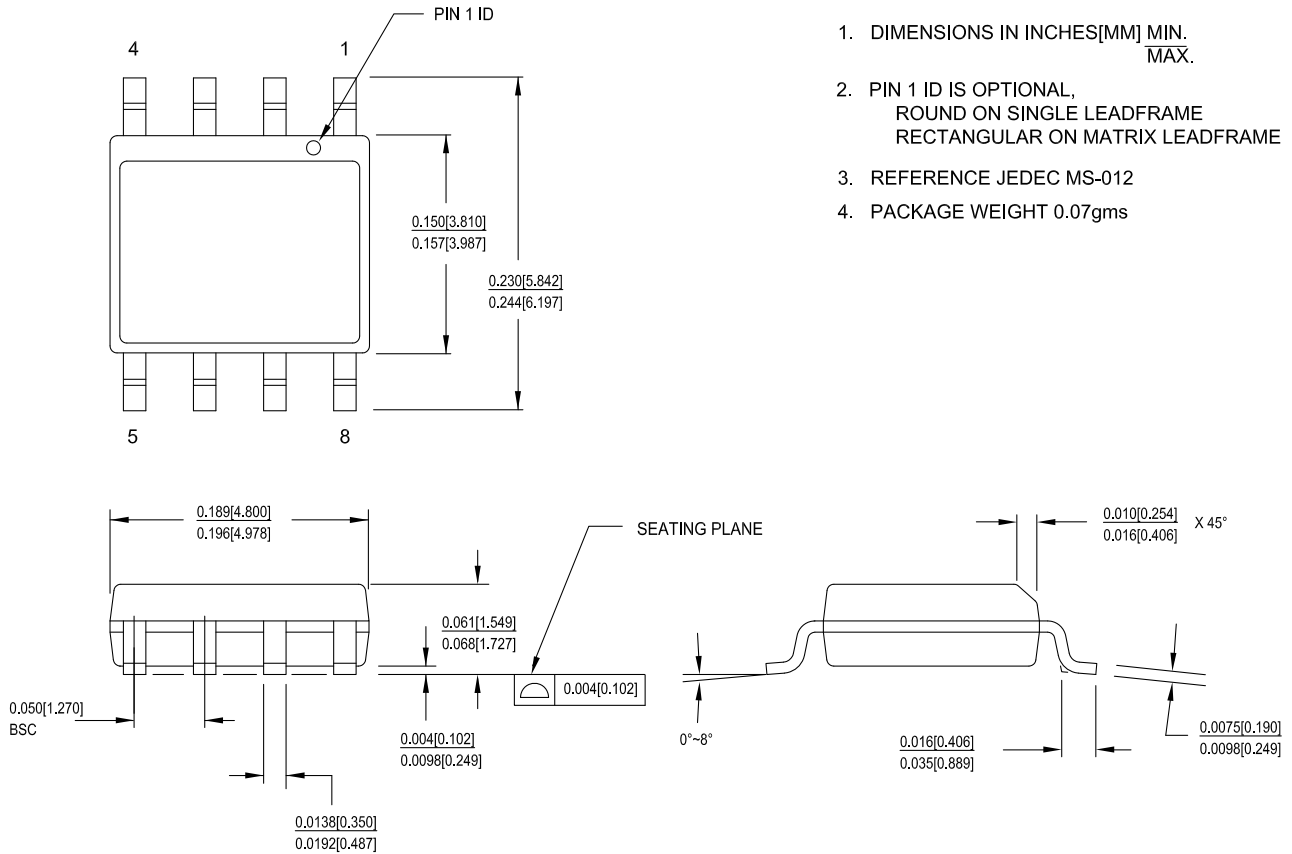 PIN 1 ID
4
1
0.150[3.810]
0.157[3.987]
0.230[5.842]
0.244[6.197]
5
8
1. DIMENSIONS IN INCHES[MM] MIN.
MAX.
2. PIN 1 ID IS OPTIONAL,
ROUND ON SINGLE LEADFRAME
RECTANGULAR ON MATRIX LEADFRAME
3. REFERENCE JEDEC MS-012
4. PACKAGE WEIGHT 0.07gms
0.189[4.800]
0.196[4.978]
SEATING PLANE
0.010[0.254]
0.016[0.406]
X 45°
0.061[1.549]
0.068[1.727]
0.004[0.102]
0.050[1.270]
BSC
0.004[0.102]
0.0098[0.249]
0°~8°
0.016[0.406]
0.035[0.889]
0.0075[0.190]
0.0098[0.249]
0.0138[0.350]
0.0192[0.487]